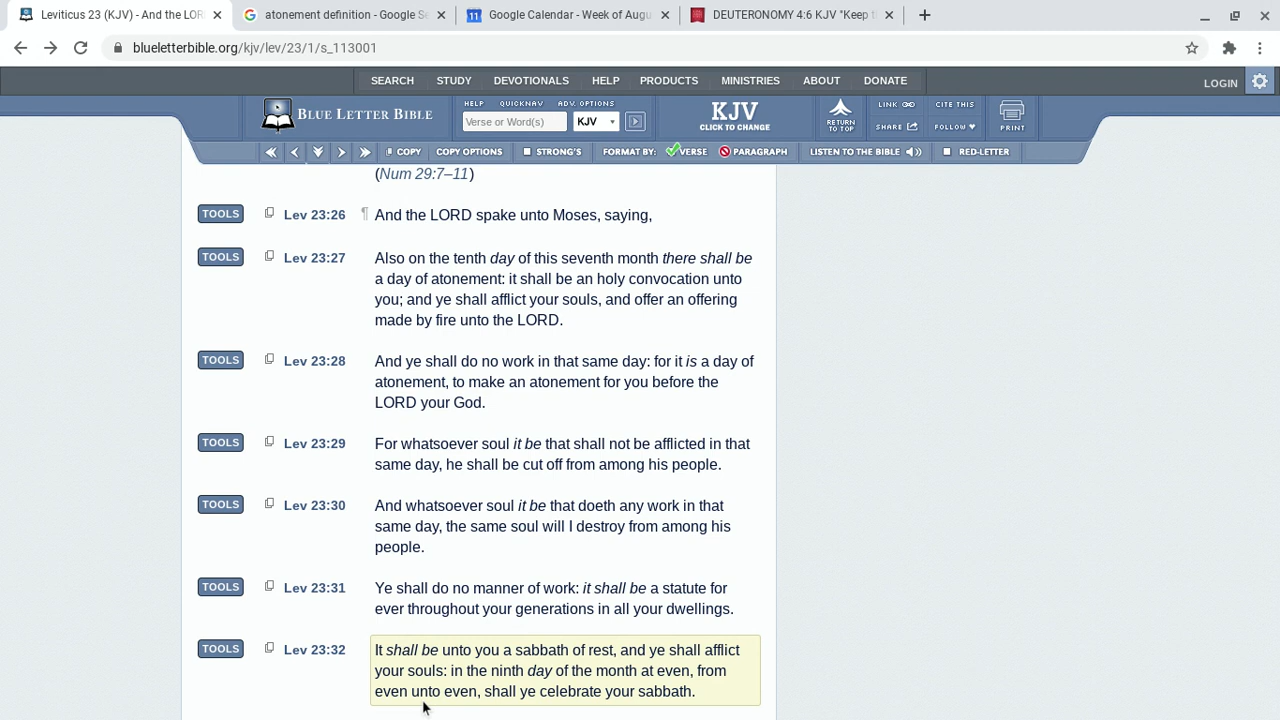 Leviticus 23 (KJV) - And the LOR
atonement definition - Google Se
11 Google Calendar - Week of Augu
DEUTERONOMY 4:6 KJV "Keep t
blueletterbible.org/kjv/lev/23/1/s_113001
SEARCH STUDY DEVOTIONALS HELP PRODUCTS MINISTRIES ABOUT DONATE LOGIN
BLUE LETTER BIBLE
HELP QUICKNAV ADV. OPTIONS
Verse or Word(s) KJV
KJV
CLICK TO CHANGE
RETURN
TO TOP
LINK CITE THIS
SHARE FOLLOW
PRINT
COPY COPY OPTIONS STRONG'S FORMAT BY: VERSE PARAGRAPH LISTEN TO THE BIBLE RED-LETTER
(Num 29:7–11)
TOOLS Lev 23:26 ¶ And the LORD spake unto Moses, saying,
TOOLS Lev 23:27 Also on the tenth day of this seventh month there shall be
a day of atonement: it shall be an holy convocation unto
you; and ye shall afflict your souls, and offer an offering
made by fire unto the LORD.
TOOLS Lev 23:28 And ye shall do no work in that same day: for it is a day of
atonement, to make an atonement for you before the
LORD your God.
TOOLS Lev 23:29 For whatsoever soul it be that shall not be afflicted in that
same day, he shall be cut off from among his people.
TOOLS Lev 23:30 And whatsoever soul it be that doeth any work in that
same day, the same soul will I destroy from among his
people.
TOOLS Lev 23:31 Ye shall do no manner of work: it shall be a statute for
ever throughout your generations in all your dwellings.
TOOLS Lev 23:32 It shall be unto you a sabbath of rest, and ye shall afflict
your souls: in the ninth day of the month at even, from
even unto even, shall ye celebrate your sabbath.